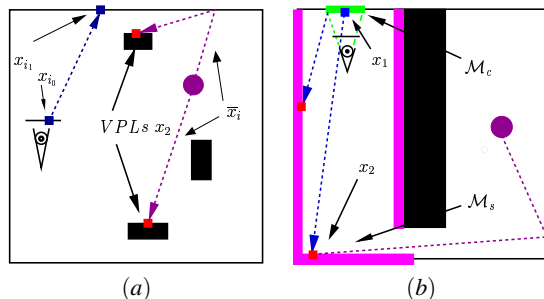 x_{i_1}
x_{i_0}
VPLs x_2
\overline{x}_i
(a)
x_1
\mathcal{M}_c
x_2
\mathcal{M}_s
(b)